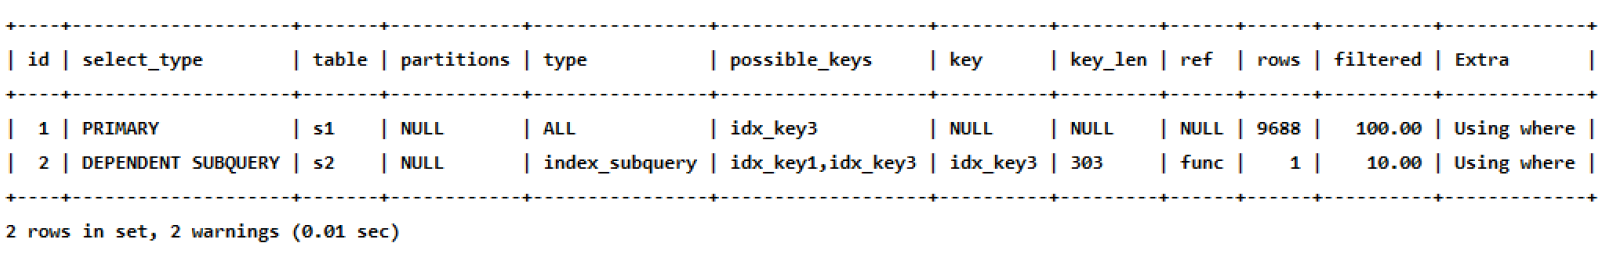 +----+--------------------+-------+------------+----------------+-------------------+----------+---------+------+------+----------+-------------+
| id | select_type        | table | partitions | type           | possible_keys     | key      | key_len | ref  | rows | filtered | Extra       |
+----+--------------------+-------+------------+----------------+-------------------+----------+---------+------+------+----------+-------------+
|  1 | PRIMARY            | s1    | NULL       | ALL            | idx_key3          | NULL     | NULL    | NULL | 9688 |   100.00 | Using where |
|  2 | DEPENDENT SUBQUERY | s2    | NULL       | index_subquery | idx_key1,idx_key3 | idx_key3 | 303     | func |    1 |    10.00 | Using where |
+----+--------------------+-------+------------+----------------+-------------------+----------+---------+------+------+----------+-------------+
2 rows in set, 2 warnings (0.01 sec)